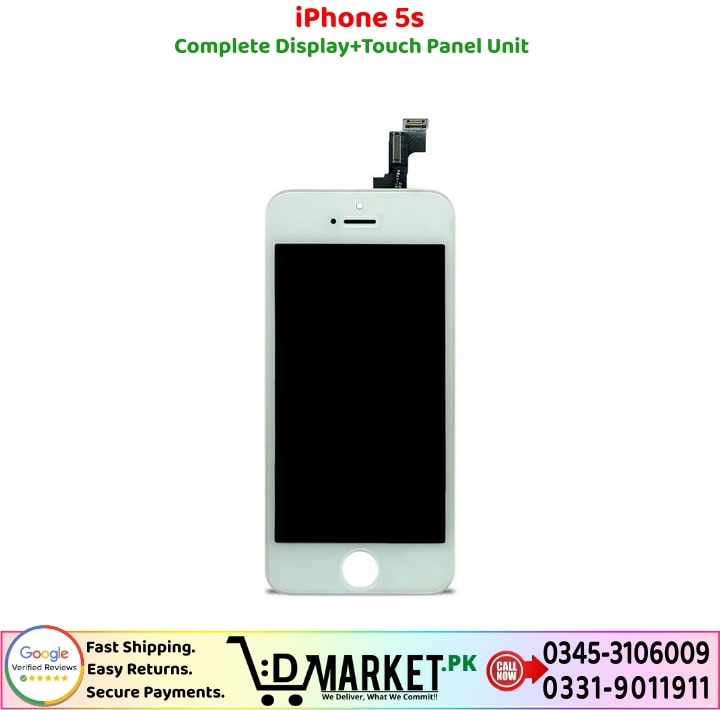 iPhone 5s
Complete Display+Touch Panel Unit
Google
Verified Reviews
Fast Shipping.
Easy Returns.
Secure Payments.
:DMARKET.PK
We Deliver, What We Commit!!
CALL
NOW
0345-3106009
0331-9011911